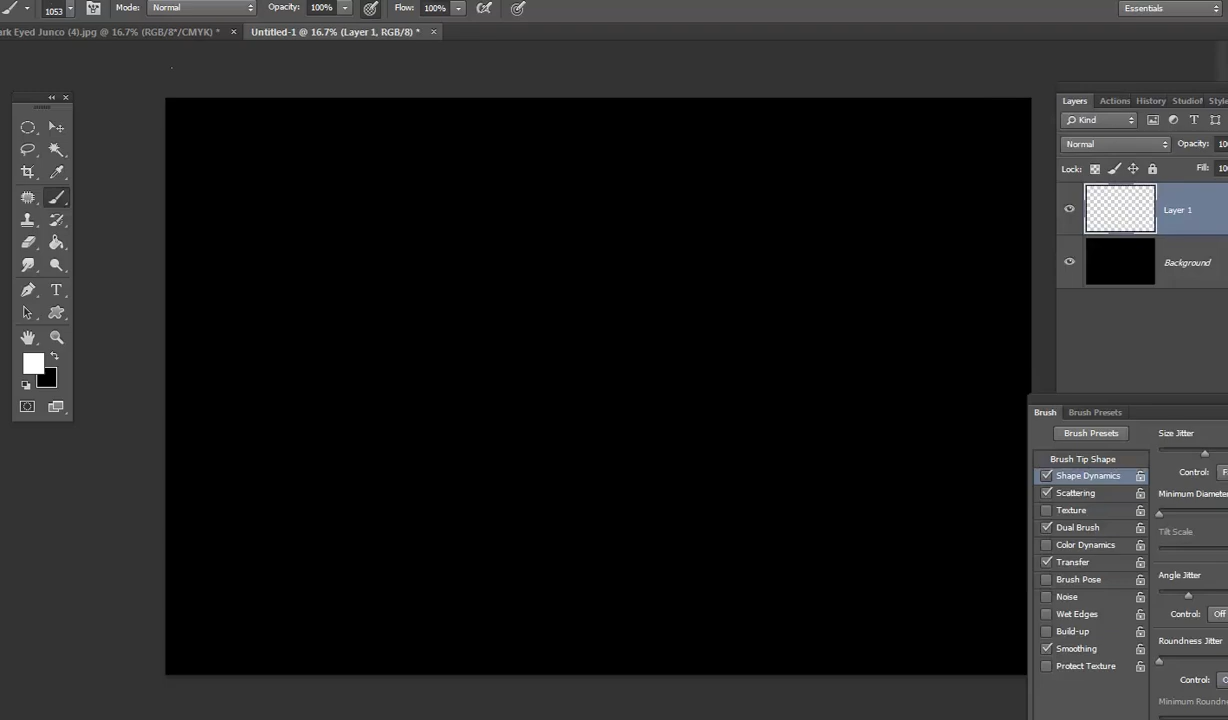 1053 Mode: Normal Opacity: 100% Flow: 100% Essentials
ark Eyed Junco (4).jpg @ 16.7% (RGB/8*/CMYK) * × Untitled-1 @ 16.7% (Layer 1, RGB/8) * ×
Layers Actions History Studiof Style
Kind
Normal Opacity: 100
Lock: Fill: 100
Layer 1
Background
Brush Brush Presets
Brush Presets Size Jitter
Brush Tip Shape
Shape Dynamics Control: F
Scattering Minimum Diamete
Texture
Dual Brush Tilt Scale
Color Dynamics
Transfer
Brush Pose Angle Jitter
Noise
Wet Edges Control: Off
Build-up
Smoothing Roundness Jitter
Protect Texture
Control: O
Minimum Roundn